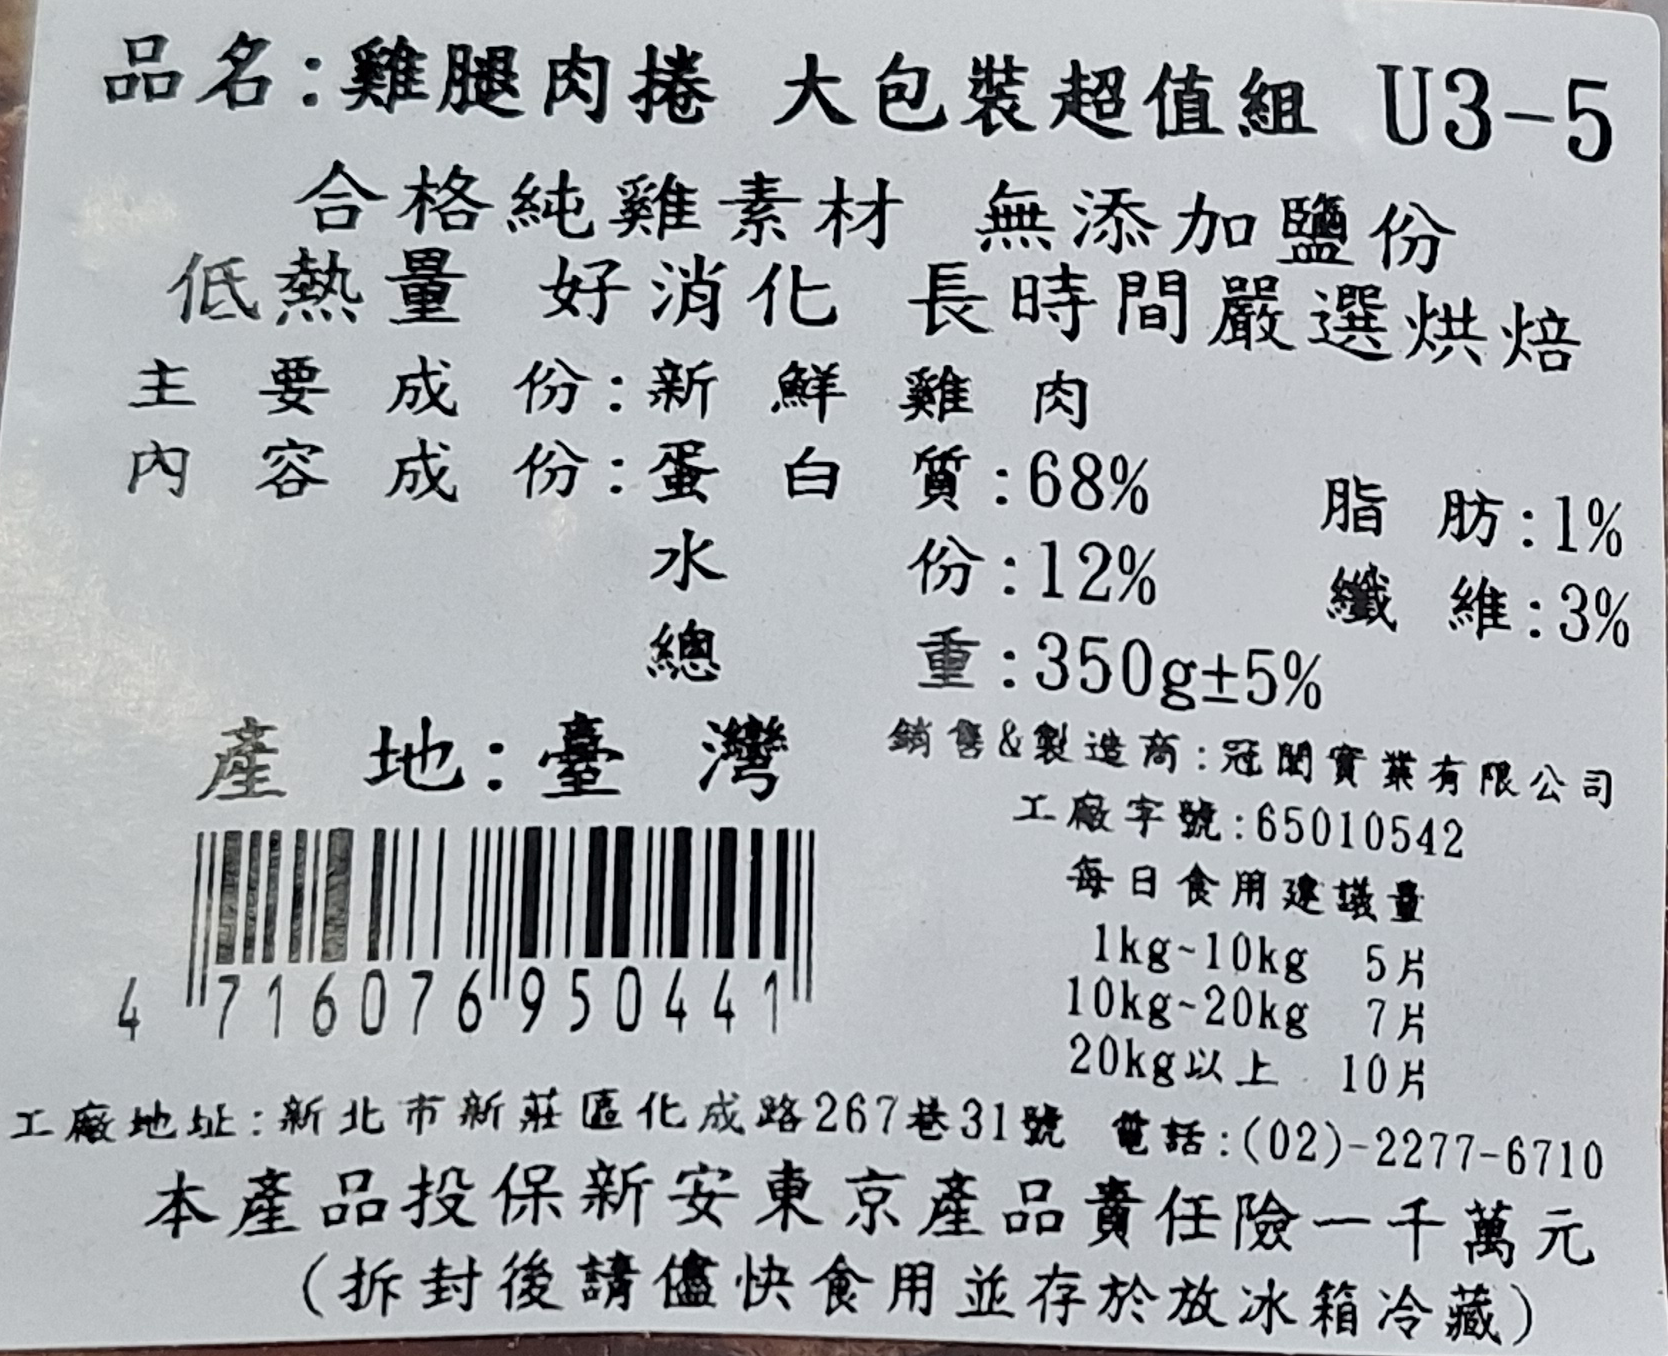 品名:雞腿肉捲 大包裝超值組 U3-5
合格純雞素材 無添加鹽份
低熱量 好消化 長時間嚴選烘焙
主要成份:新鮮雞肉
內容成份:蛋白質:68% 脂肪:1%
水份:12% 纖維:3%
總重:350g±5%
產地:臺灣
銷售&製造商:冠閎實業有限公司
工廠字號:65010542
每日食用建議量
1kg~10kg 5片
10kg~20kg 7片
20kg以上 10片
4 716076 950441
工廠地址:新北市新莊區化成路267巷31號 電話:(02)-2277-6710
本產品投保新安東京產品責任險一千萬元
(拆封後請儘快食用並存於放冰箱冷藏)